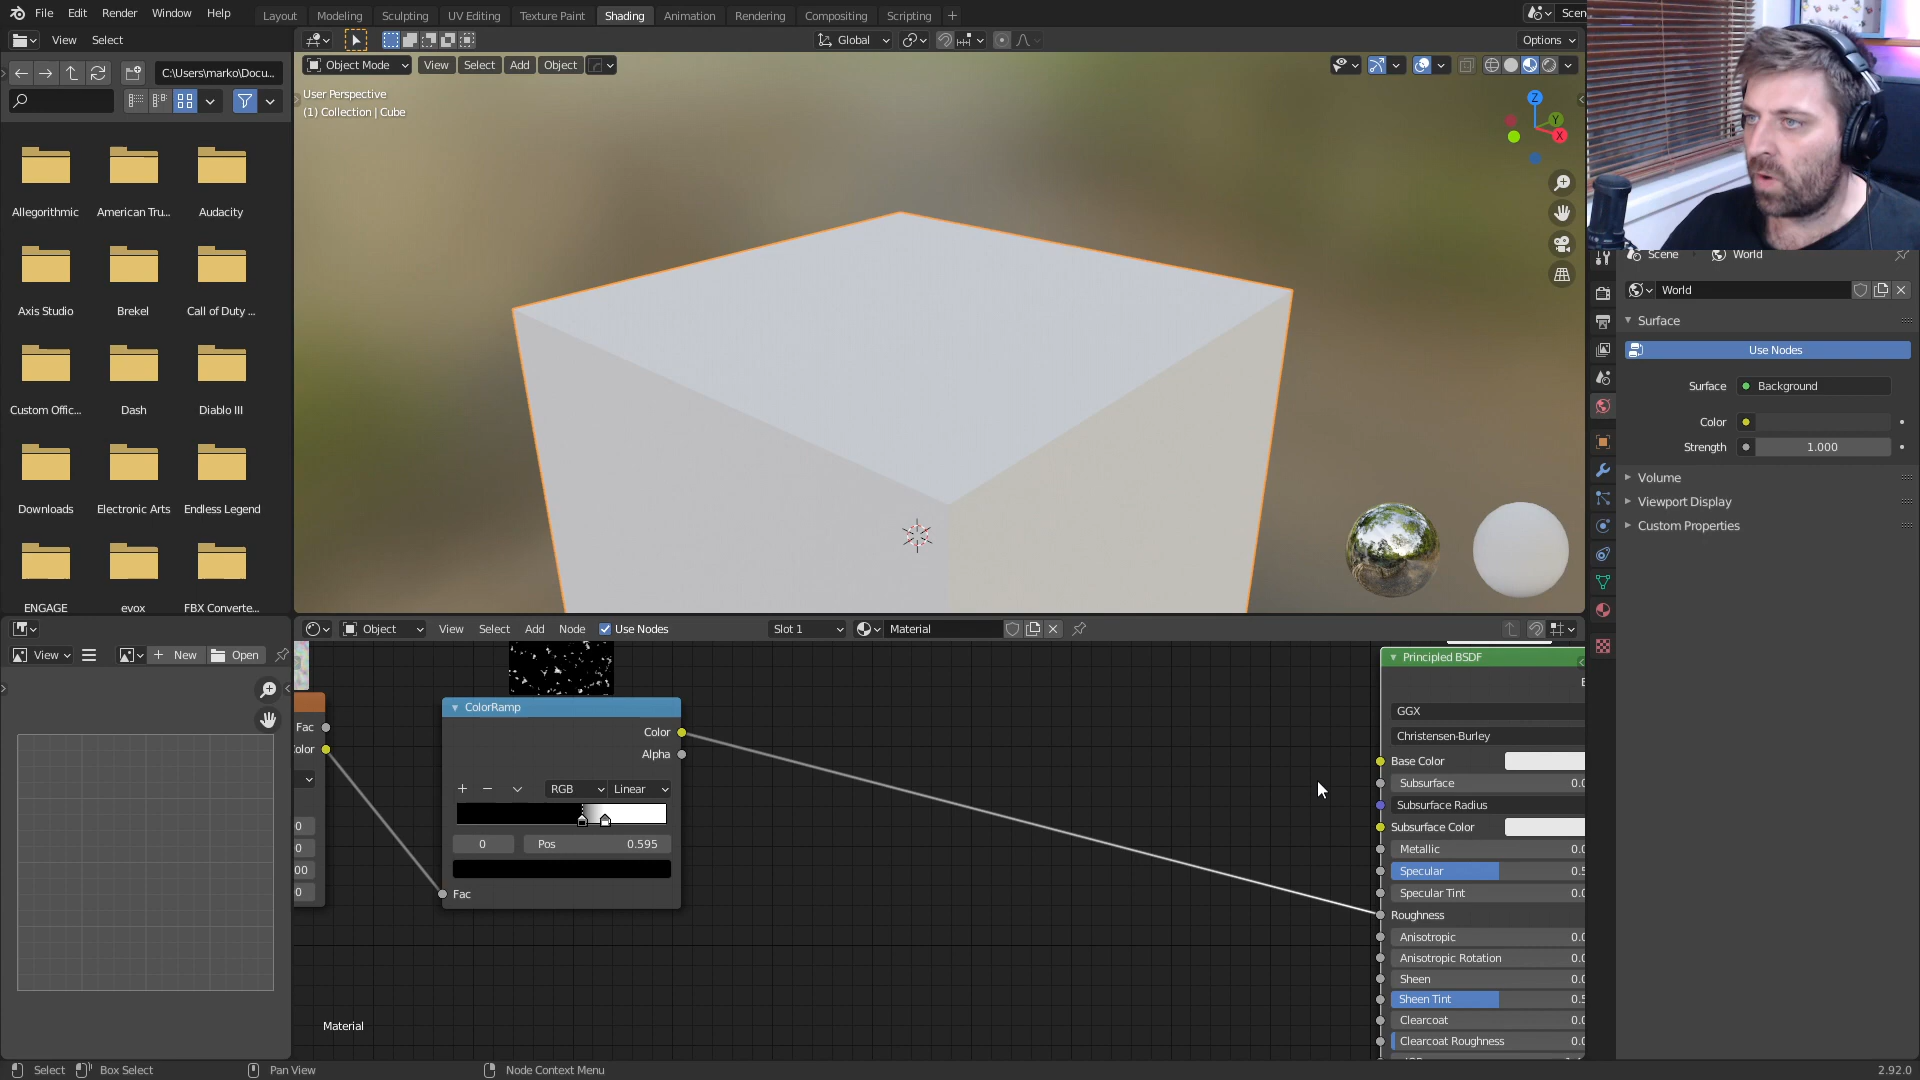 File Edit Render Window Help
Layout Modeling Sculpting UV Editing Texture Paint Shading Animation Rendering Compositing Scripting +
Scen
View Select
Global
Options
C:\Users\marko\Docu...
Object Mode View Select Add Object
User Perspective
(1) Collection | Cube
Z
Y
X
Allegorithmic American Tru... Audacity
Axis Studio Brekel Call of Duty ...
Custom Offic... Dash Diablo III
Downloads Electronic Arts Endless Legend
ENGAGE evox FBX Converte...
Scene World
World
Surface
Use Nodes
Surface Background
Color
Strength 1.000
Volume
Viewport Display
Custom Properties
Object View Select Add Node Use Nodes Slot 1 Material
View New Open
Fac
olor
0
0
00
0
ColorRamp
Color
Alpha
RGB Linear
0 Pos 0.595
Fac
Principled BSDF
GGX
Christensen-Burley
Base Color
Subsurface 0.0
Subsurface Radius
Subsurface Color
Metallic 0.0
Specular 0.5
Specular Tint 0.0
Roughness
Anisotropic 0.0
Anisotropic Rotation 0.0
Sheen 0.0
Sheen Tint 0.5
Clearcoat 0.0
Clearcoat Roughness 0.0
Material
Select Box Select Pan View Node Context Menu 2.92.0